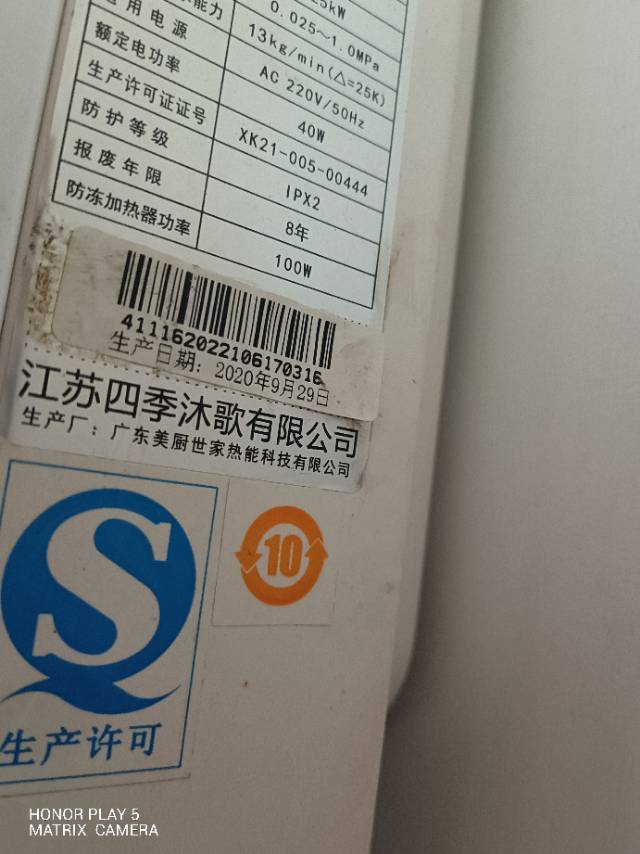 5kW
能力 0.025～1.0MPa
用电源 13kg/min(△=25K)
额定电功率 AC 220V/50Hz
生产许可证证号 40W
防护等级 XK21-005-00444
报废年限 IPX2
防冻加热器功率 8年
100W
411162022106170316
生产日期: 2020年9月29日
江苏四季沐歌有限公司
生产厂：广东美厨世家热能科技有限公司
10
生产许可
HONOR PLAY 5
MATRIX CAMERA